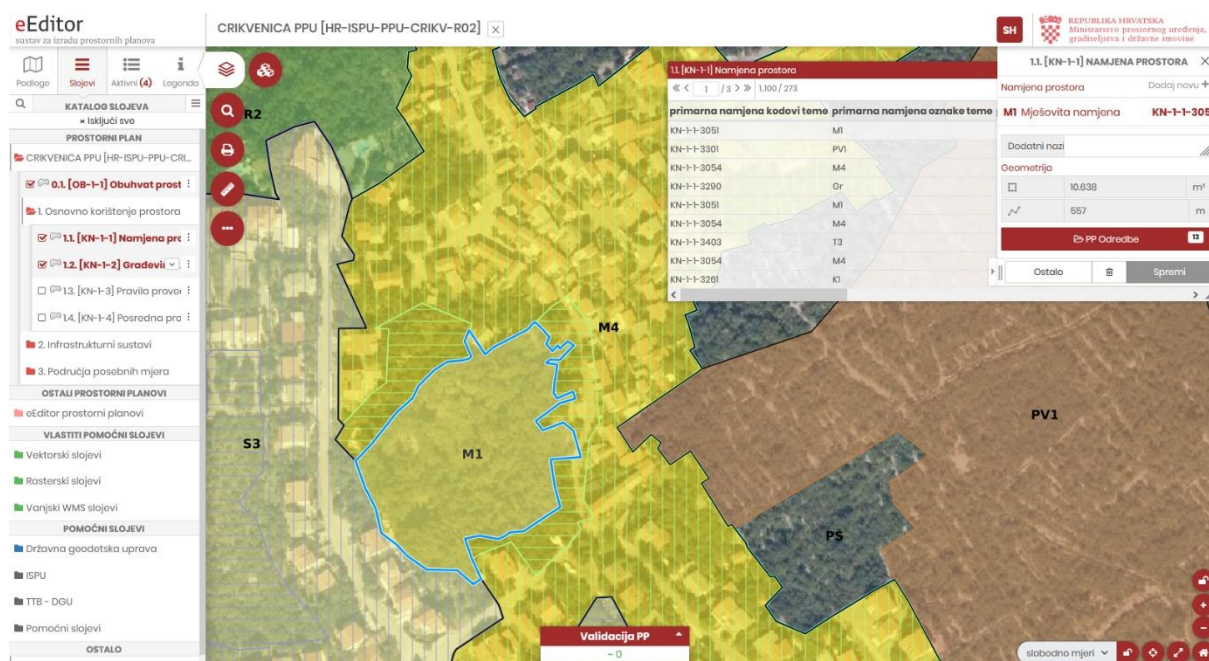 eEditor
sustav za izradu prostornih planova
CRIKVENICA PPU [HR-ISPU-PPU-CRIKV-R02] ×
SH
REPUBLIKA HRVATSKA
Ministarstvo prostornog uređenja,
graditeljstva i državne imovine
Podloge Slojevi Aktivni (4) Legenda
KATALOG SLOJEVA
× Isključi sve
PROSTORNI PLAN
CRIKVENICA PPU [HR-ISPU-PPU-CRI...
0.1. [OB-1-1] Obuhvat prost
1. Osnovno korištenje prostora
1.1. [KN-1-1] Namjena prc
1.2. [KN-1-2] Građevi
1.3. [KN-1-3] Pravila prove
1.4. [KN-1-4] Posredna pro
2. Infrastrukturni sustavi
3. Područja posebnih mjera
OSTALI PROSTORNI PLANOVI
eEditor prostorni planovi
VLASTITI POMOĆNI SLOJEVI
Vektorski slojevi
Rasterski slojevi
Vanjski WMS slojevi
POMOĆNI SLOJEVI
Državna geodetska uprava
ISPU
TTB - DGU
Pomoćni slojevi
OSTALO
R2
S3
M1
M4
PV1
PŠ
1.1. [KN-1-1] Namjena prostora
1 / 3 1.100 / 273
primarna namjena kodovi teme primarna namjena oznake teme
KN-1-1-3051 M1
KN-1-1-3301 PV1
KN-1-1-3054 M4
KN-1-1-3290 Gr
KN-1-1-3051 M1
KN-1-1-3054 M4
KN-1-1-3403 T3
KN-1-1-3054 M4
KN-1-1-3261 K1
1.1. [KN-1-1] NAMJENA PROSTORA ×
Namjena prostora Dodaj novu +
M1 Mješovita namjena KN-1-1-305
Dodatni nazi
Geometrija
10.638 m²
557 m
PP Odredbe 13
Ostalo Spremi
Validacija PP
~ 0
slobodno mjeri